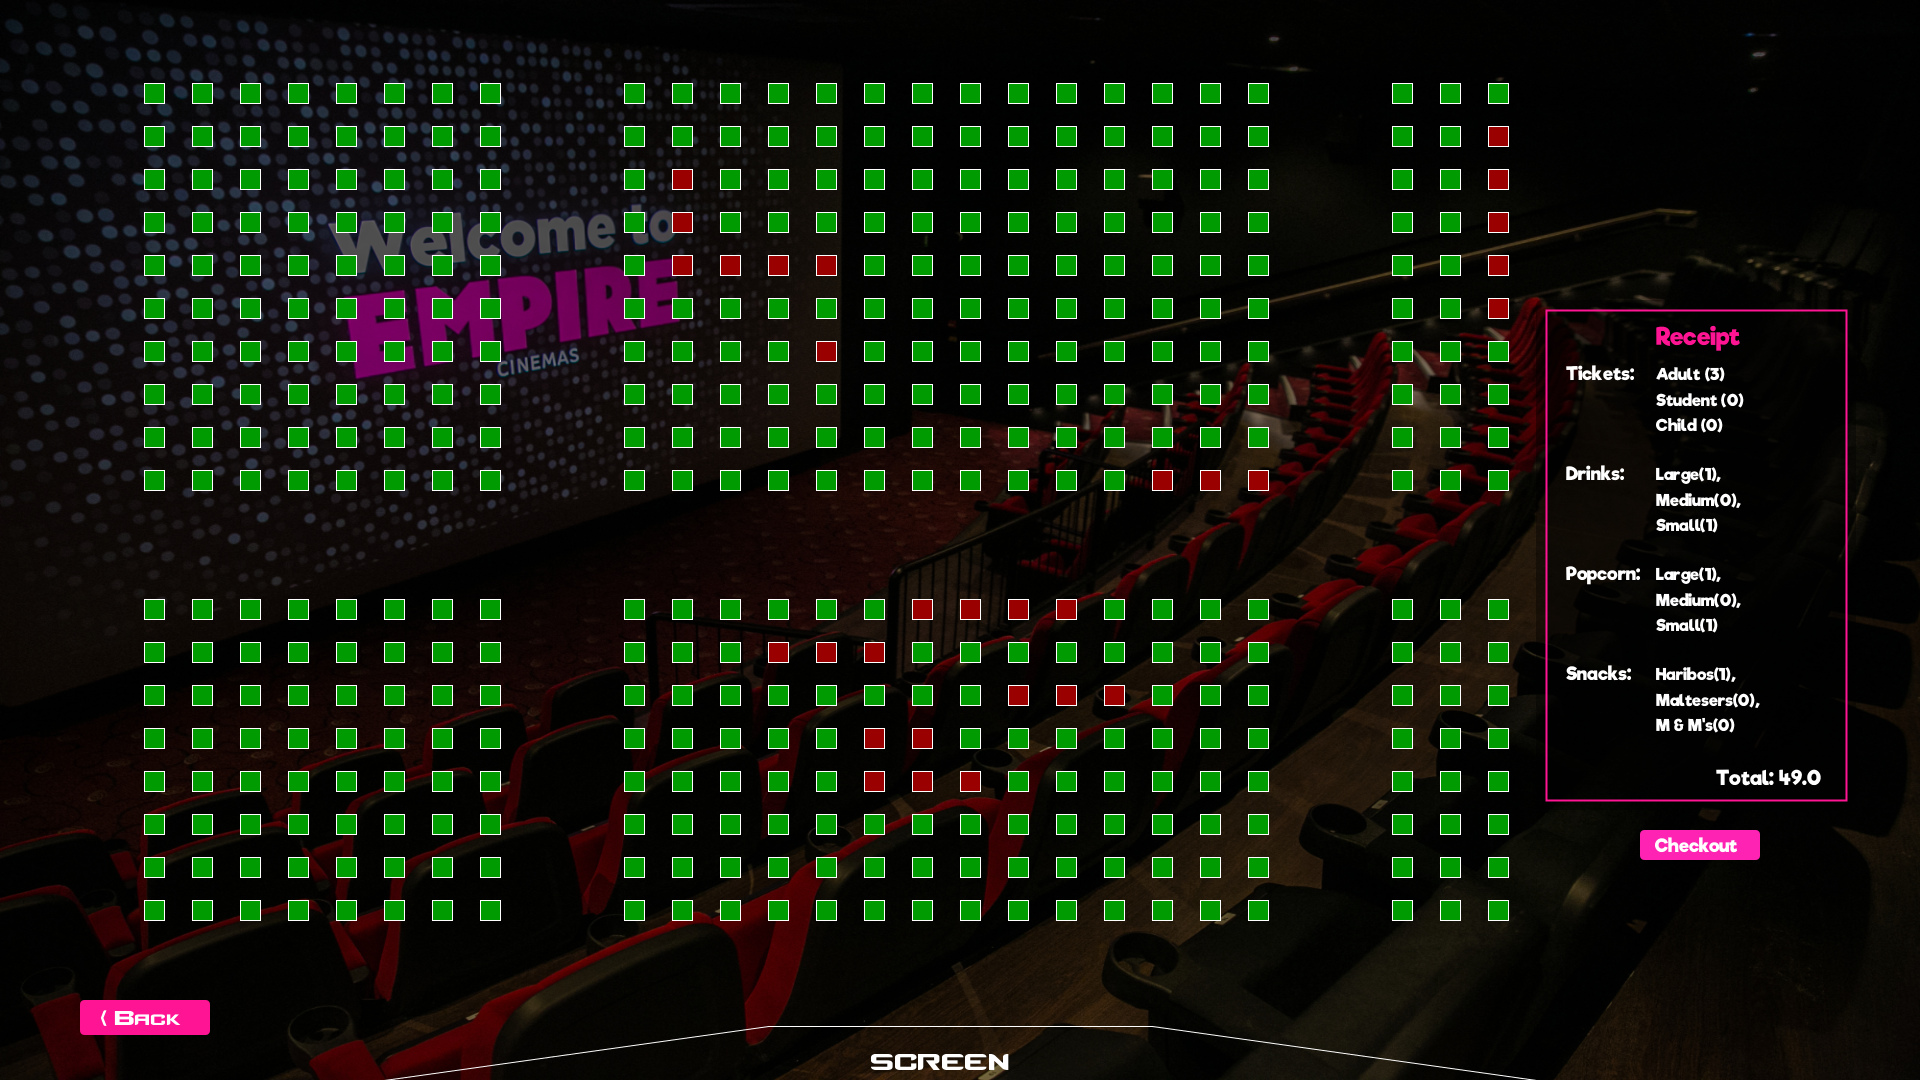 Welcome to
EMPIRE
CINEMAS
Receipt
Tickets: Adult (3)
Student (0)
Child (0)
Drinks: Large(1),
Medium(0),
Small(1)
Popcorn: Large(1),
Medium(0),
Small(1)
Snacks: Haribos(1),
Maltesers(0),
M & M's(0)
Total: 49.0
Checkout
⟨ Back
SCREEN